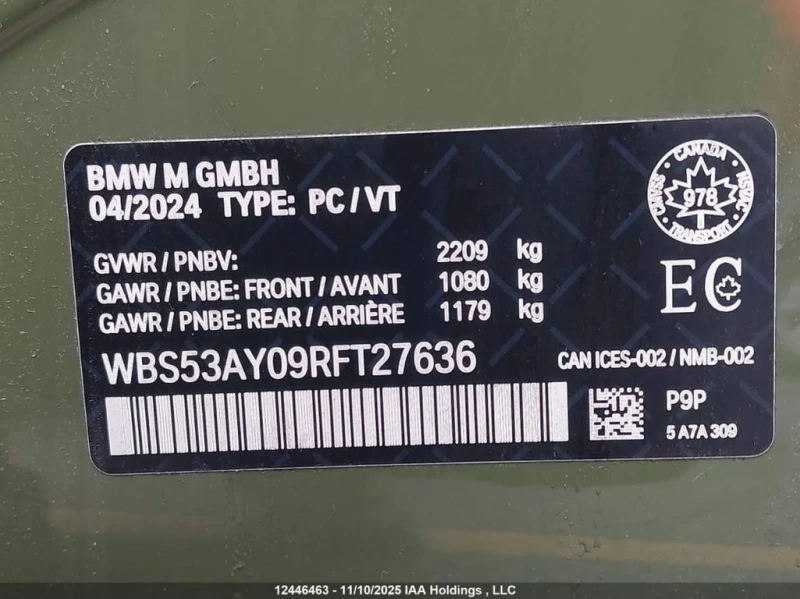 BMW M GMBH
04/2024 TYPE: PC / VT
GVWR / PNBV: 2209 kg
GAWR / PNBE: FRONT / AVANT 1080 kg
GAWR / PNBE: REAR / ARRIÈRE 1179 kg
WBS53AY09RFT27636
CANADA
CMVSS
978
NSVAC
TRANSPORT
EC
CAN ICES-002 / NMB-002
P9P
5 A7A 309
12446463 - 11/10/2025 IAA Holdings , LLC